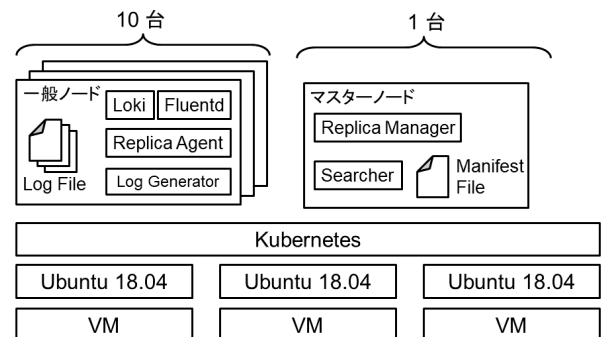 10 台
1 台
一般ノード
Loki
Fluentd
Replica Agent
Log Generator
Log File
マスターノード
Replica Manager
Searcher
Manifest
File
Kubernetes
Ubuntu 18.04
Ubuntu 18.04
Ubuntu 18.04
VM
VM
VM